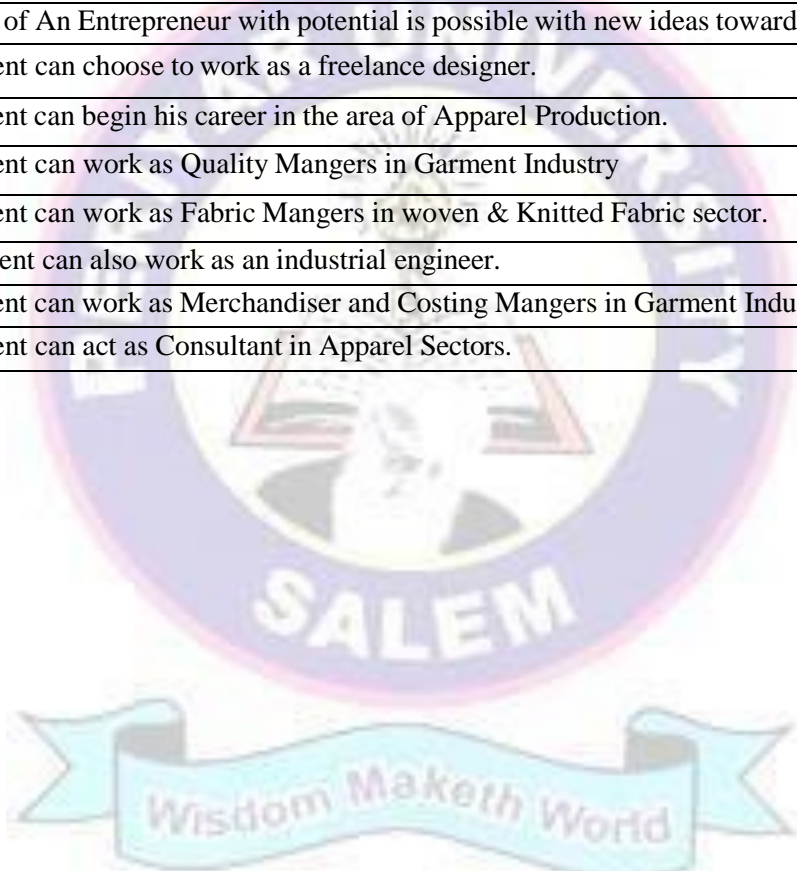 of An Entrepreneur with potential is possible with new ideas toward
ent can choose to work as a freelance designer.
ent can begin his career in the area of Apparel Production.
ent can work as Quality Mangers in Garment Industry
ent can work as Fabric Mangers in woven & Knitted Fabric sector.
ent can also work as an industrial engineer.
ent can work as Merchandiser and Costing Mangers in Garment Indu
ent can act as Consultant in Apparel Sectors.
PERIYAR UNIVERSITY
SALEM
Wisdom Maketh World